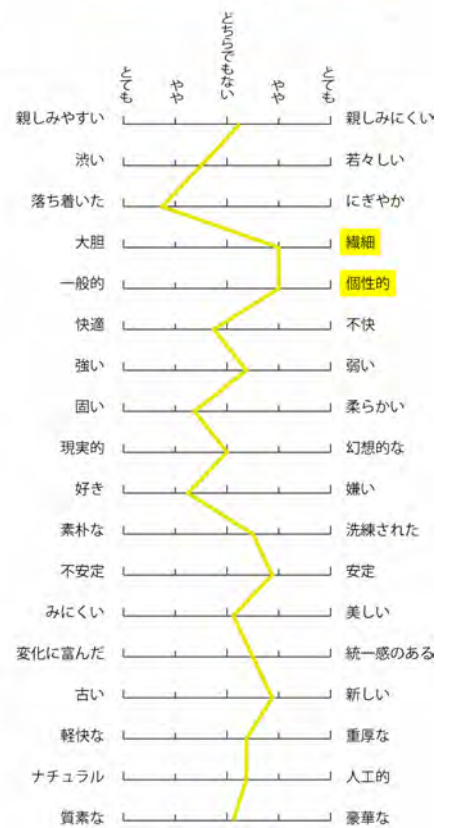 とても
やや
どちらでもない
やや
とても
親しみやすい 親しみにくい
渋い 若々しい
落ち着いた にぎやか
大胆 繊細
一般的 個性的
快適 不快
強い 弱い
固い 柔らかい
現実的 幻想的な
好き 嫌い
素朴な 洗練された
不安定 安定
みにくい 美しい
変化に富んだ 統一感のある
古い 新しい
軽快な 重厚な
ナチュラル 人工的
質素な 豪華な